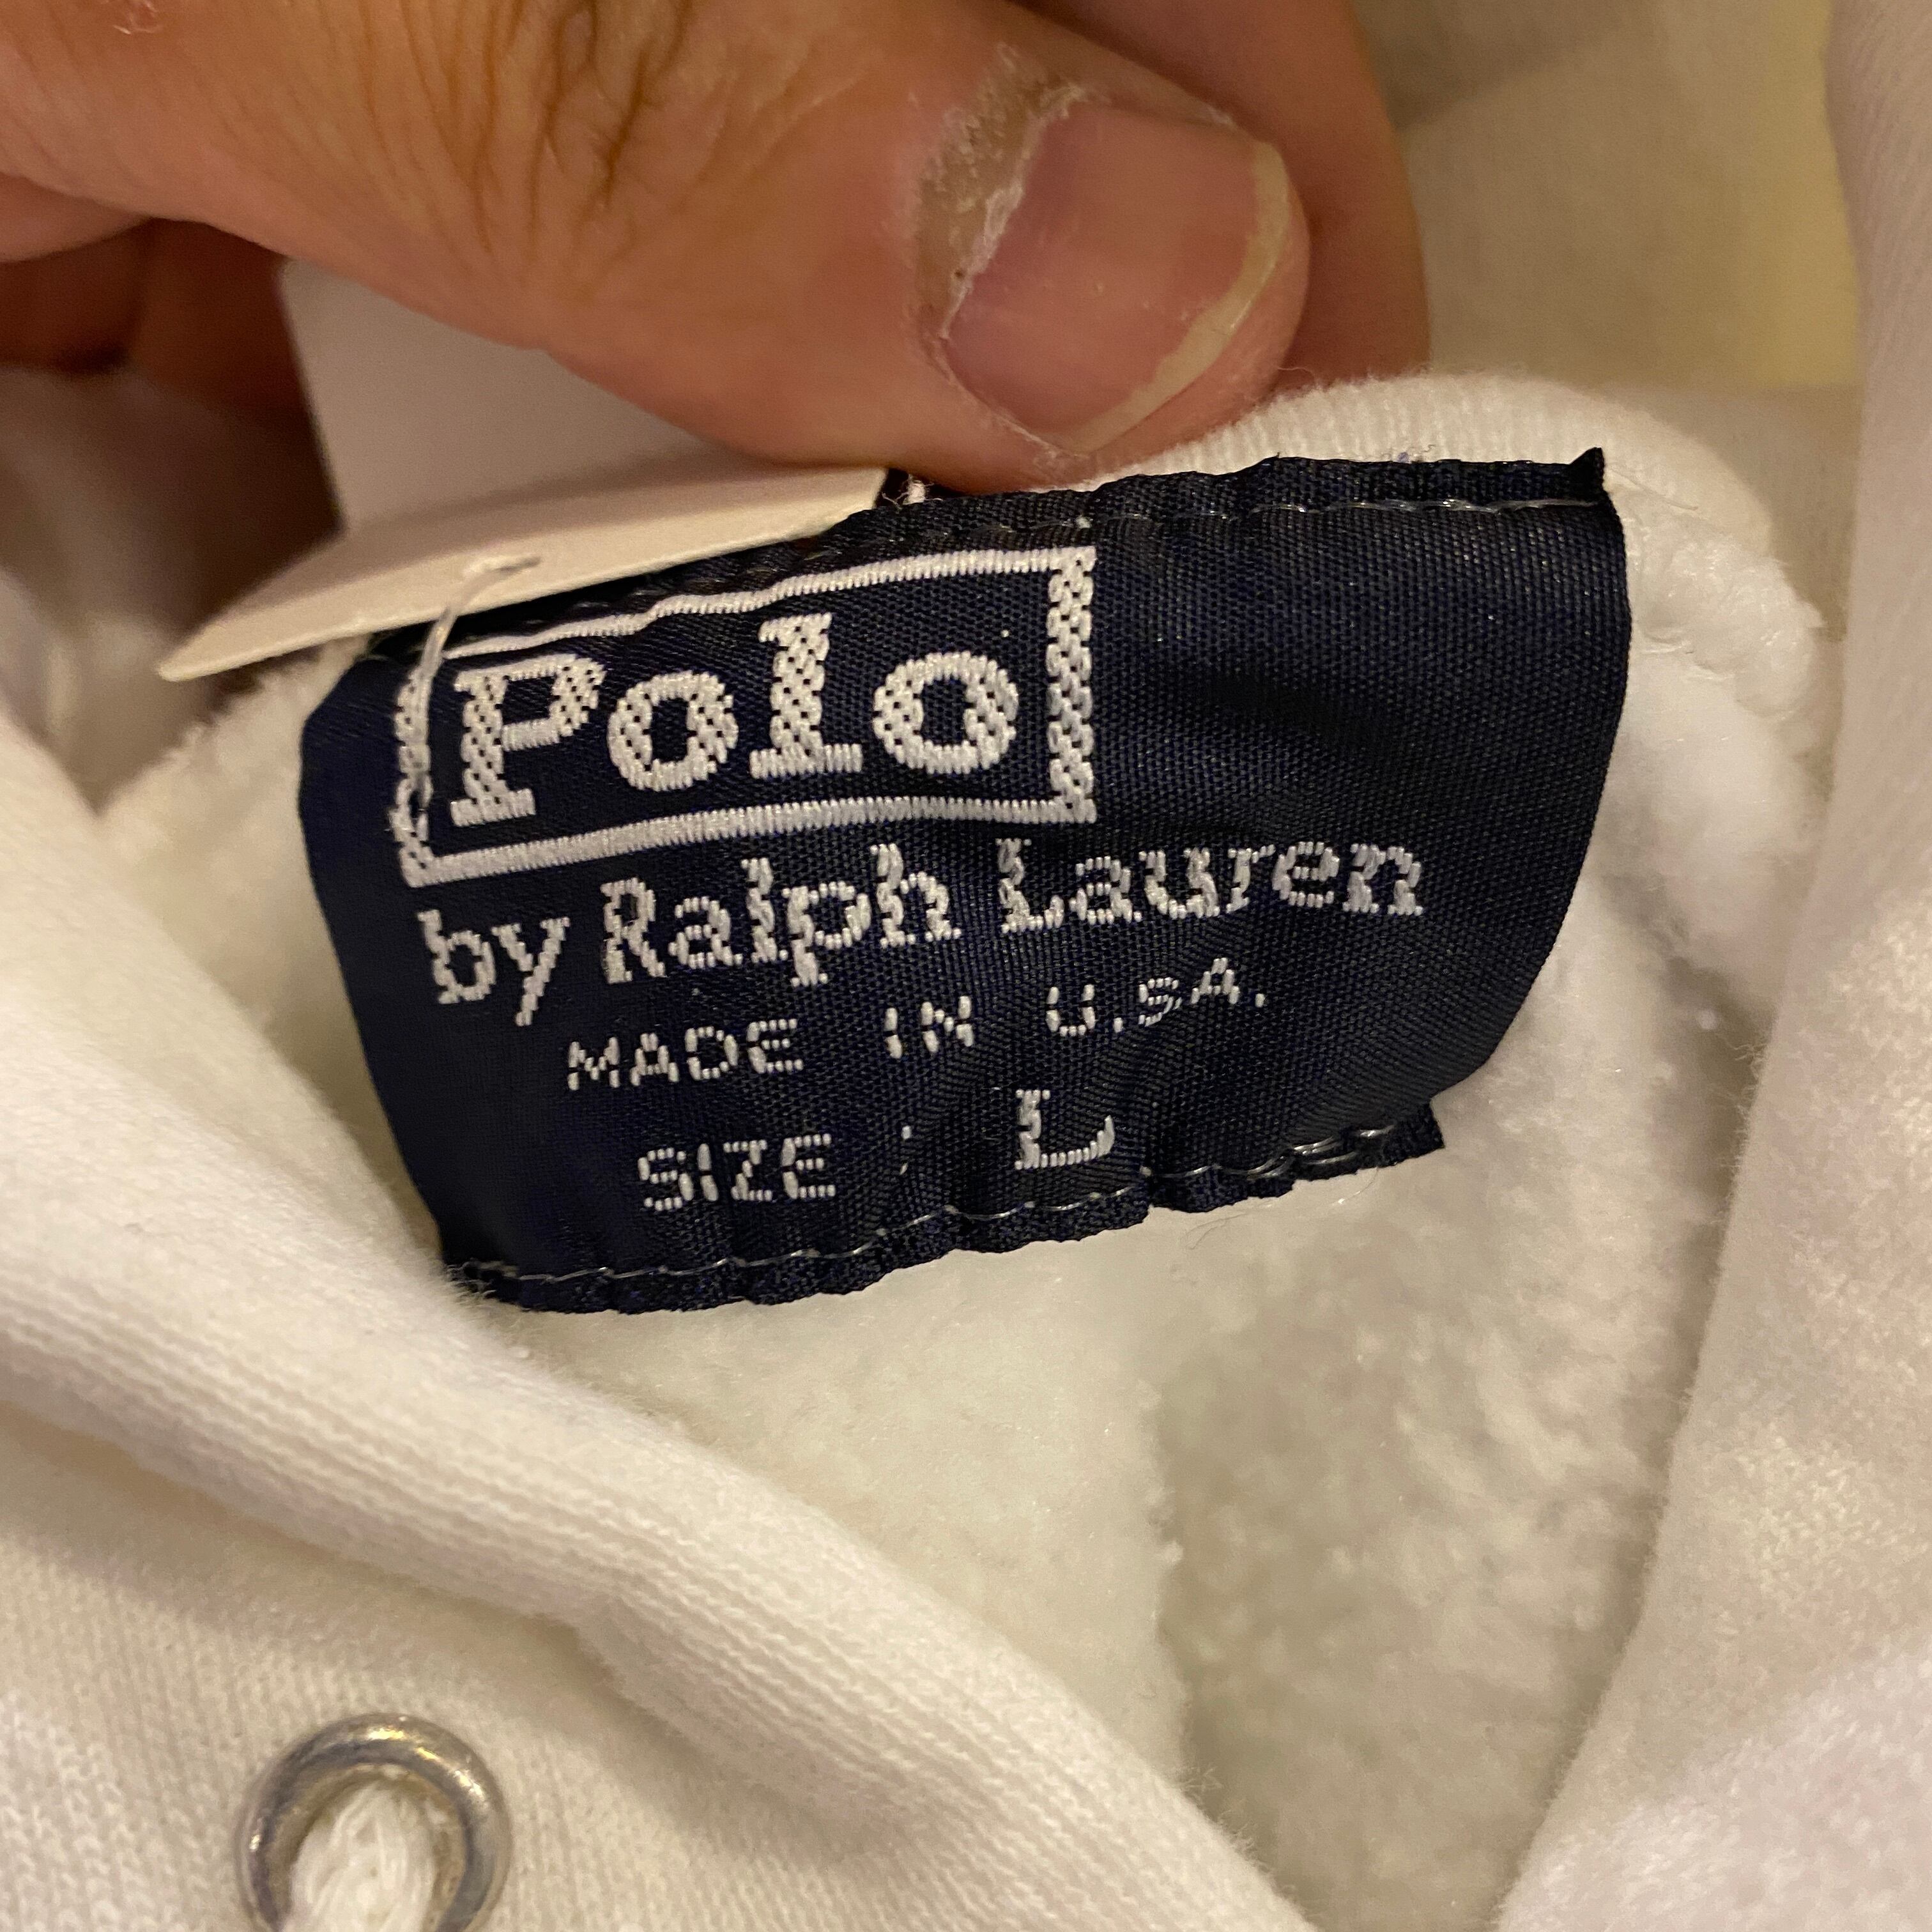 Polo
by Ralph Lauren
MADE IN U.S.A.
SIZE : L